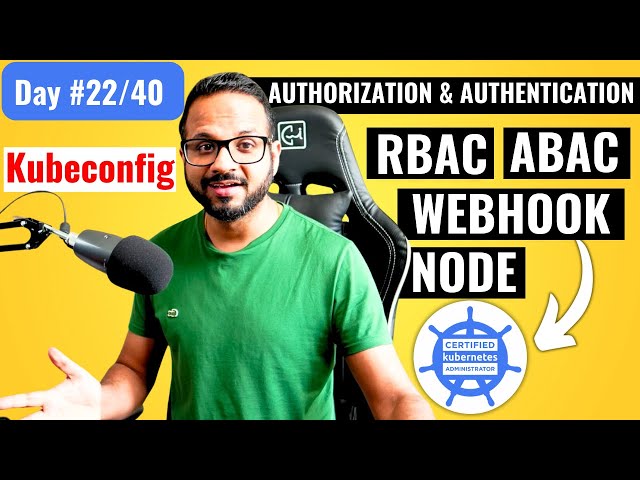 Day #22/40
AUTHORIZATION & AUTHENTICATION
Kubeconfig
RBAC ABAC
WEBHOOK
NODE
CERTIFIED
kubernetes
ADMINISTRATOR